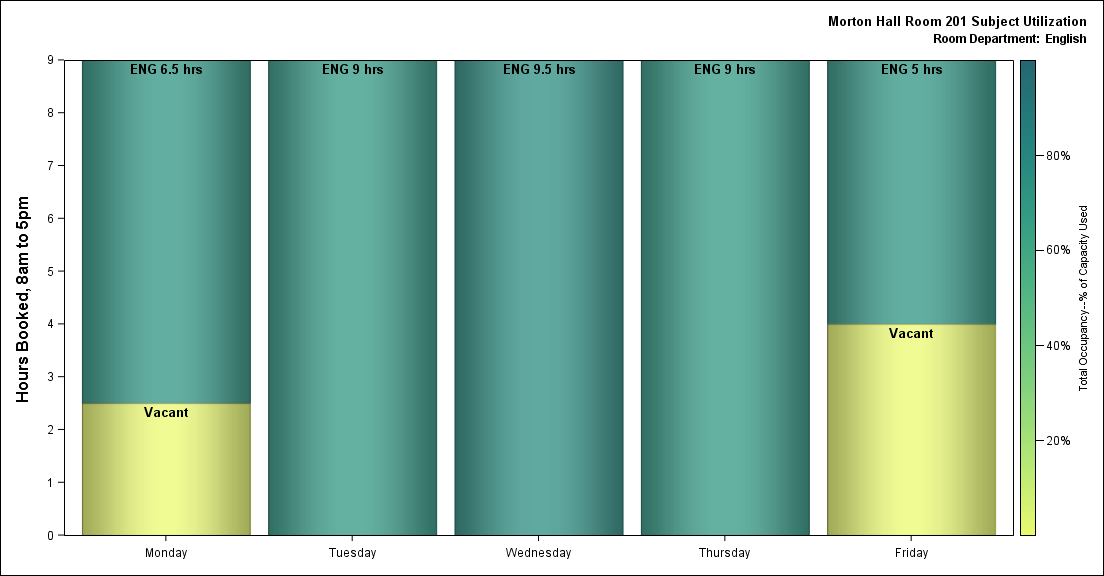 Morton Hall Room 201 Subject Utilization
Room Department: English
Hours Booked, 8am to 5pm
9
8
7
6
5
4
3
2
1
0
ENG 6.5 hrs
ENG 9 hrs
ENG 9.5 hrs
ENG 9 hrs
ENG 5 hrs
Vacant
Vacant
Monday
Tuesday
Wednesday
Thursday
Friday
80%
60%
40%
20%
Total Occupancy--% of Capacity Used